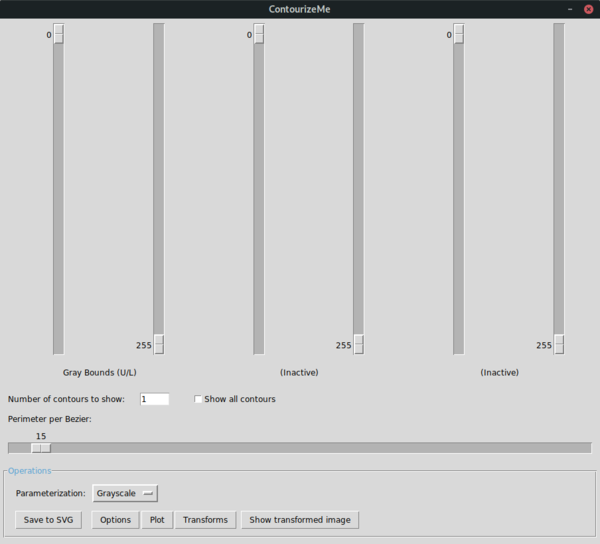 ContourizeMe
0 0 0
255 255 255
Gray Bounds (U/L) (Inactive) (Inactive)
Number of contours to show: 1 Show all contours
Perimeter per Bezier:
15
Operations
Parameterization: Grayscale
Save to SVG Options Plot Transforms Show transformed image